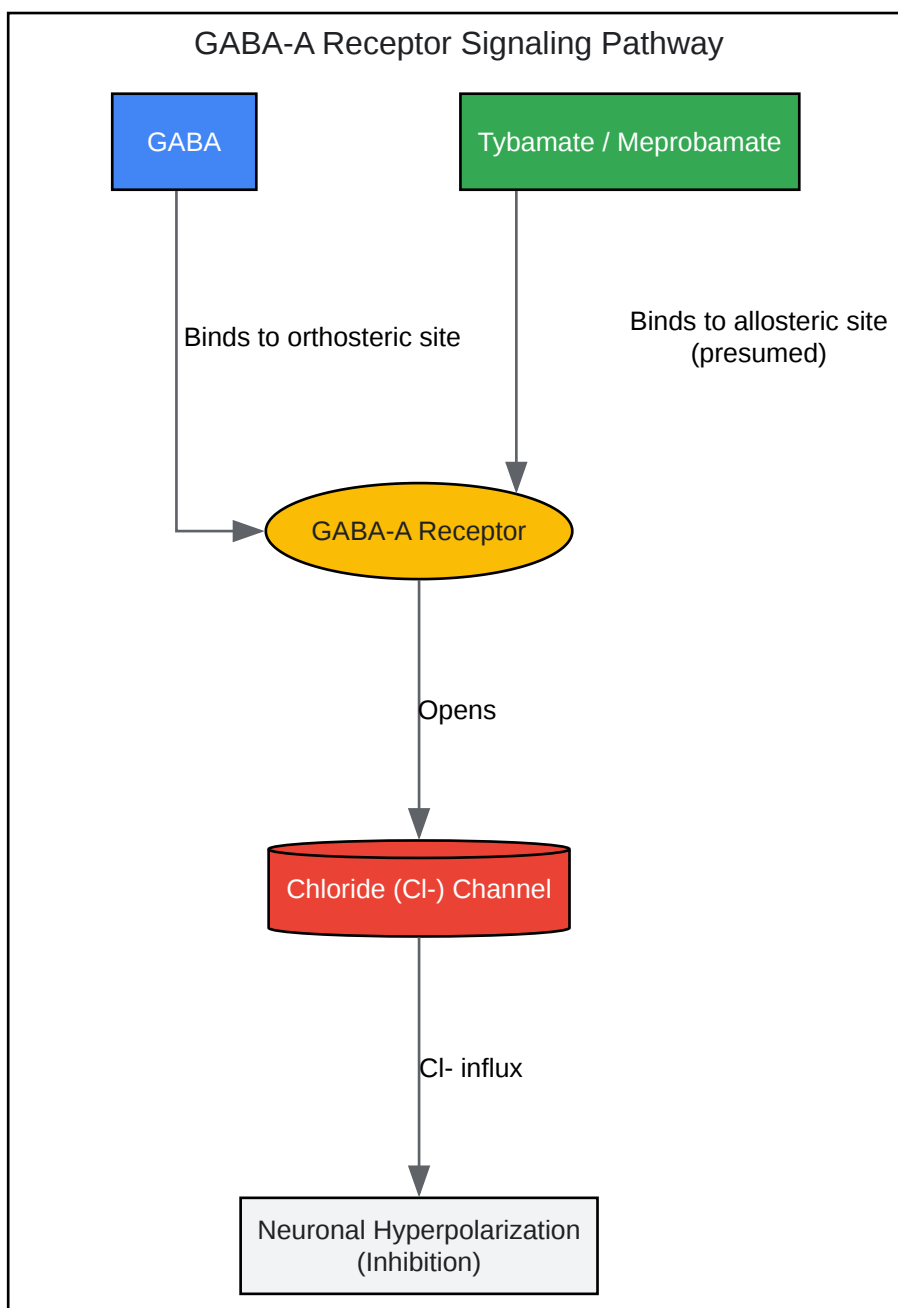 GABA-A Receptor Signaling Pathway
GABA
Tybamate / Meprobamate
Binds to orthosteric site
Binds to allosteric site
(presumed)
GABA-A Receptor
Opens
Chloride (Cl-) Channel
Cl- influx
Neuronal Hyperpolarization
(Inhibition)